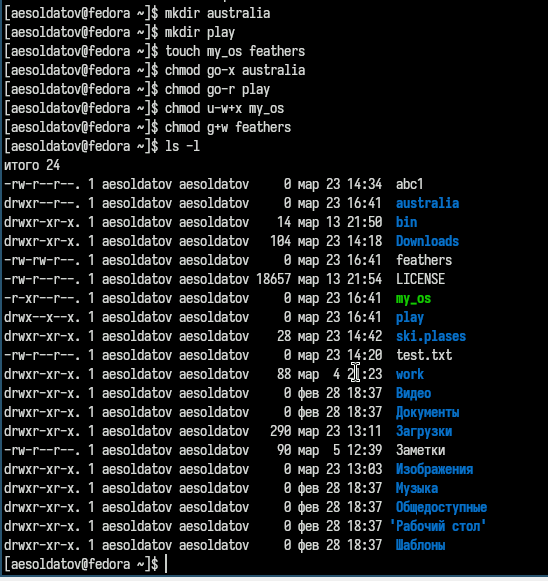 [aesoldatov@fedora ~]$ mkdir australia
[aesoldatov@fedora ~]$ mkdir play
[aesoldatov@fedora ~]$ touch my_os feathers
[aesoldatov@fedora ~]$ chmod go-x australia
[aesoldatov@fedora ~]$ chmod go-r play
[aesoldatov@fedora ~]$ chmod u-w+x my_os
[aesoldatov@fedora ~]$ chmod g+w feathers
[aesoldatov@fedora ~]$ ls -l
итого 24
-rw-r--r--. 1 aesoldatov aesoldatov 0 мар 23 14:34 abc1
drwxr--r--. 1 aesoldatov aesoldatov 0 мар 23 16:41 australia
drwxr-xr-x. 1 aesoldatov aesoldatov 14 мар 13 21:50 bin
drwxr-xr-x. 1 aesoldatov aesoldatov 104 мар 23 14:18 Downloads
-rw-rw-r--. 1 aesoldatov aesoldatov 0 мар 23 16:41 feathers
-rw-r--r--. 1 aesoldatov aesoldatov 18657 мар 13 21:54 LICENSE
-r-xr--r--. 1 aesoldatov aesoldatov 0 мар 23 16:41 my_os
drwx--x--x. 1 aesoldatov aesoldatov 0 мар 23 16:41 play
drwxr-xr-x. 1 aesoldatov aesoldatov 28 мар 23 14:42 ski.plases
-rw-r--r--. 1 aesoldatov aesoldatov 0 мар 23 14:20 test.txt
drwxr-xr-x. 1 aesoldatov aesoldatov 88 мар 4 work
drwxr-xr-x. 1 aesoldatov aesoldatov 0 фев 28 18:37 Видео
drwxr-xr-x. 1 aesoldatov aesoldatov 0 фев 28 18:37 Документы
drwxr-xr-x. 1 aesoldatov aesoldatov 290 мар 23 13:11 Загрузки
-rw-r--r--. 1 aesoldatov aesoldatov 90 мар 5 12:39 Заметки
drwxr-xr-x. 1 aesoldatov aesoldatov 0 мар 23 13:03 Изображения
drwxr-xr-x. 1 aesoldatov aesoldatov 0 фев 28 18:37 Музыка
drwxr-xr-x. 1 aesoldatov aesoldatov 0 фев 28 18:37 Общедоступные
drwxr-xr-x. 1 aesoldatov aesoldatov 0 фев 28 18:37 'Рабочий стол'
drwxr-xr-x. 1 aesoldatov aesoldatov 0 фев 28 18:37 Шаблоны
[aesoldatov@fedora ~]$